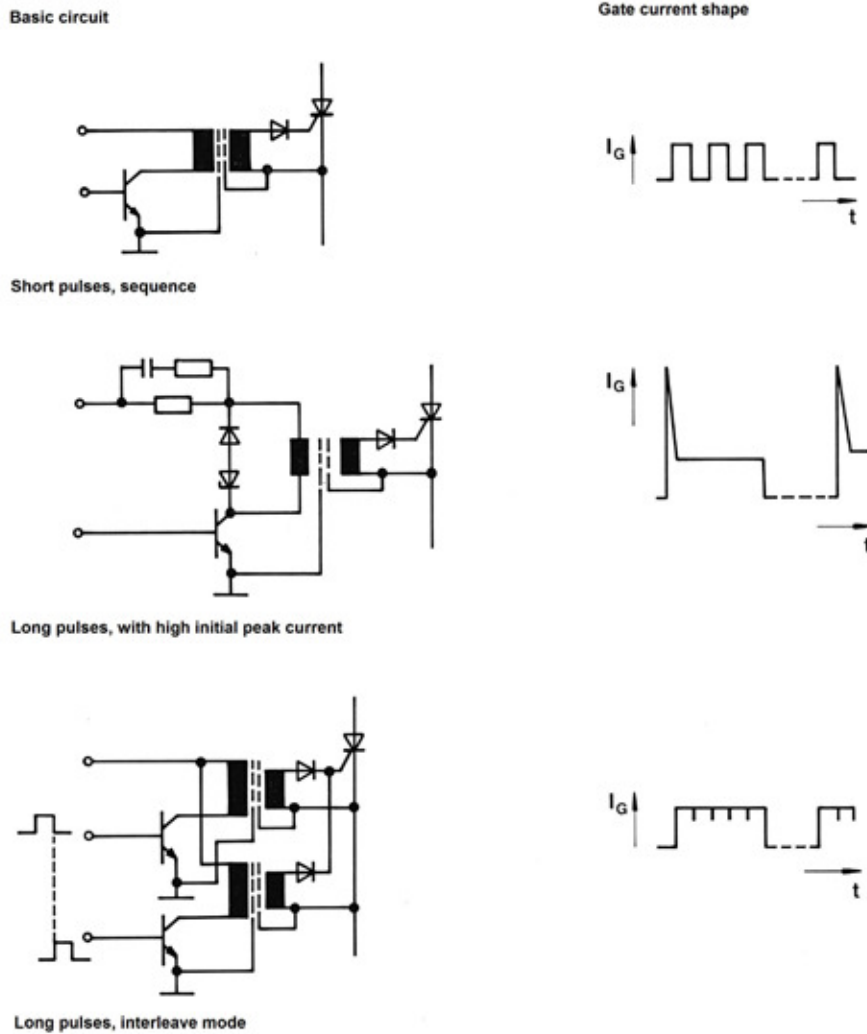 Basic circuit
Gate current shape
I_G
t
Short pulses, sequence
I_G
t
Long pulses, with high initial peak current
I_G
t
Long pulses, interleave mode